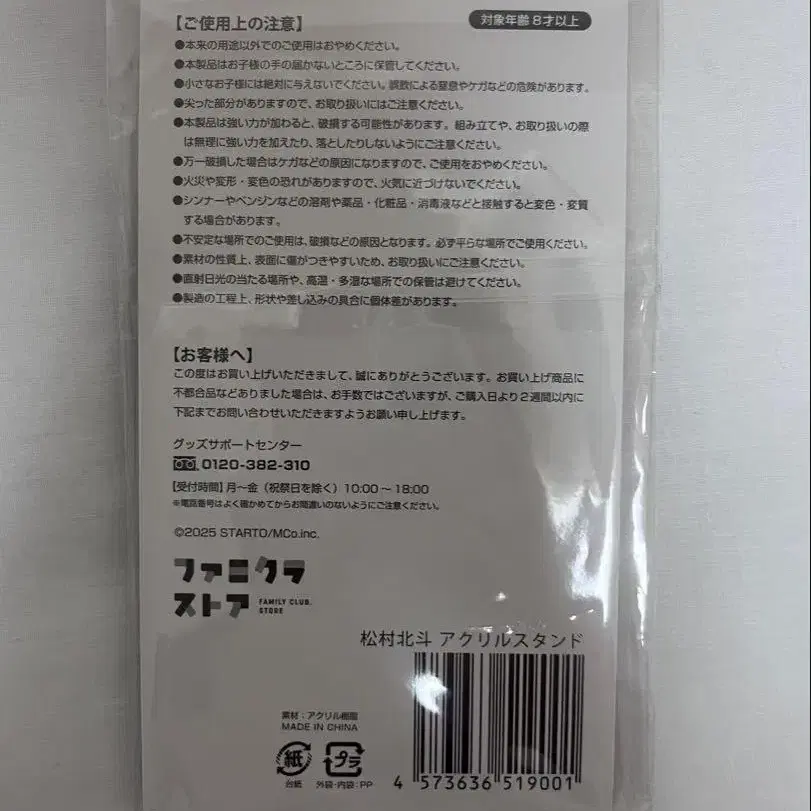 【ご使用上の注意】
対象年齢8才以上
●本来の用途以外でのご使用はおやめください。
●本製品はお子様の手の届かないところに保管してください。
●小さなお子様には絶対に与えないでください。誤飲による窒息やケガなどの危険があります。
●尖った部分がありますので、お取り扱いにはご注意ください。
●本製品は強い力が加わると、破損する可能性があります。組み立てや、お取り扱いの際
は無理に強い力を加えたり、落としたりしないようにご注意ください。
●万一破損した場合はケガなどの原因になりますので、ご使用をおやめください。
●火災や変形・変色の恐れがありますので、火気に近づけないでください。
●シンナーやベンジンなどの溶剤や薬品・化粧品・消毒液などと接触すると変色・変質
する場合があります。
●不安定な場所でのご使用は、破損などの原因となります。必ず平らな場所でご使用ください。
●素材の性質上、表面に傷がつきやすいため、お取り扱いにご注意ください。
●直射日光の当たる場所や、高温・多湿な場所での保管は避けてください。
●製造の工程上、形状や差し込みの具合に個体差があります。
【お客様へ】
この度はお買い上げいただきまして、誠にありがとうございます。お買い上げ商品に
不都合品などありました場合は、お手数ではございますが、ご購入日より2週間以内に
下記までお問い合わせいただきますようお願い申し上げます。
グッズサポートセンター
0120-382-310
【受付時間】月～金（祝祭日を除く）10:00～18:00
※電話番号はよく確かめてからお間違いのないようにご注意ください。
©2025 STARTO/MCo.inc.
ファミクラ
ストア
FAMILY CLUB.
STORE
松村北斗 アクリルスタンド
素材：アクリル樹脂
MADE IN CHINA
紙
プラ
台紙
外袋・内袋：PP
4 573636 519001